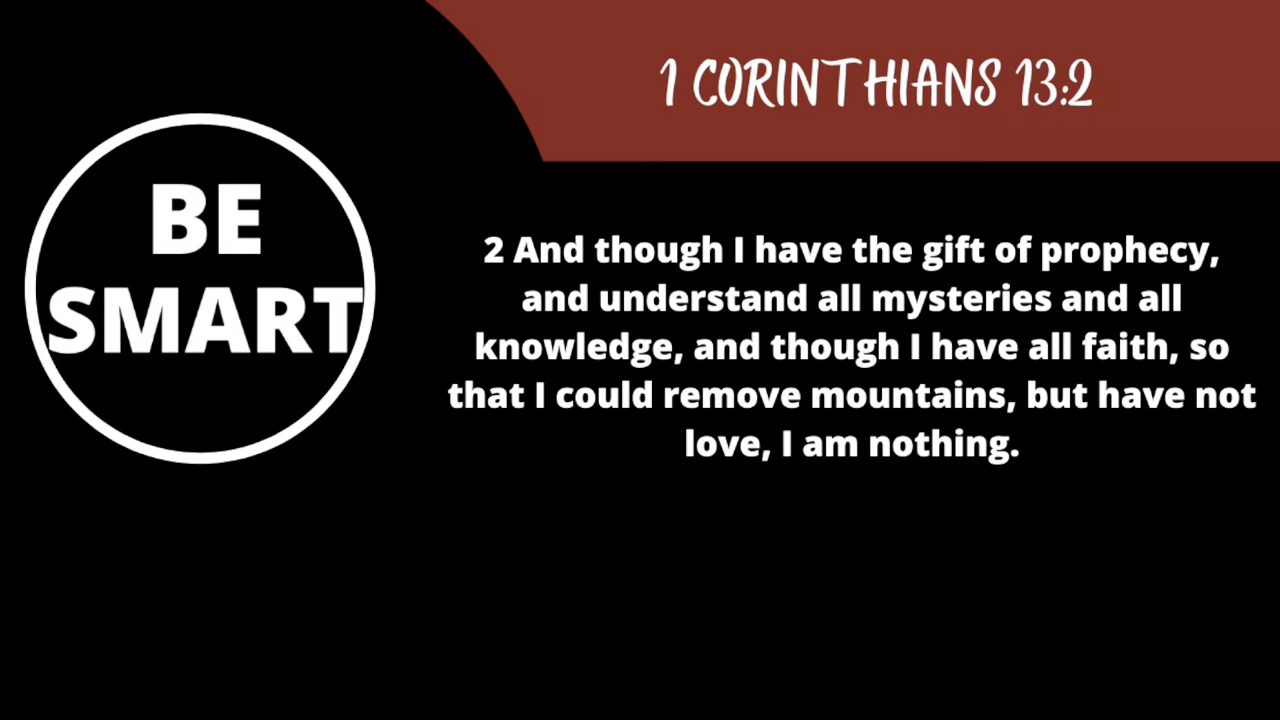 1 CORINTHIANS 13:2
BE
SMART
2 And though I have the gift of prophecy,
and understand all mysteries and all
knowledge, and though I have all faith, so
that I could remove mountains, but have not
love, I am nothing.